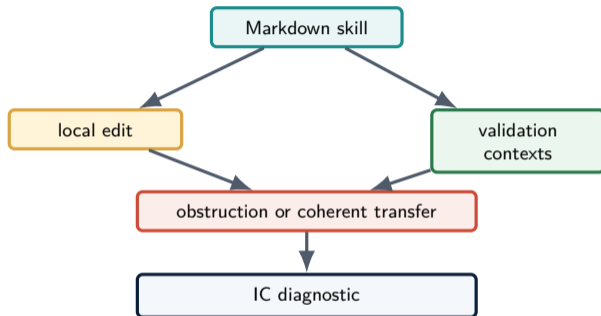 Markdown skill
local edit
validation
contexts
obstruction or coherent transfer
IC diagnostic